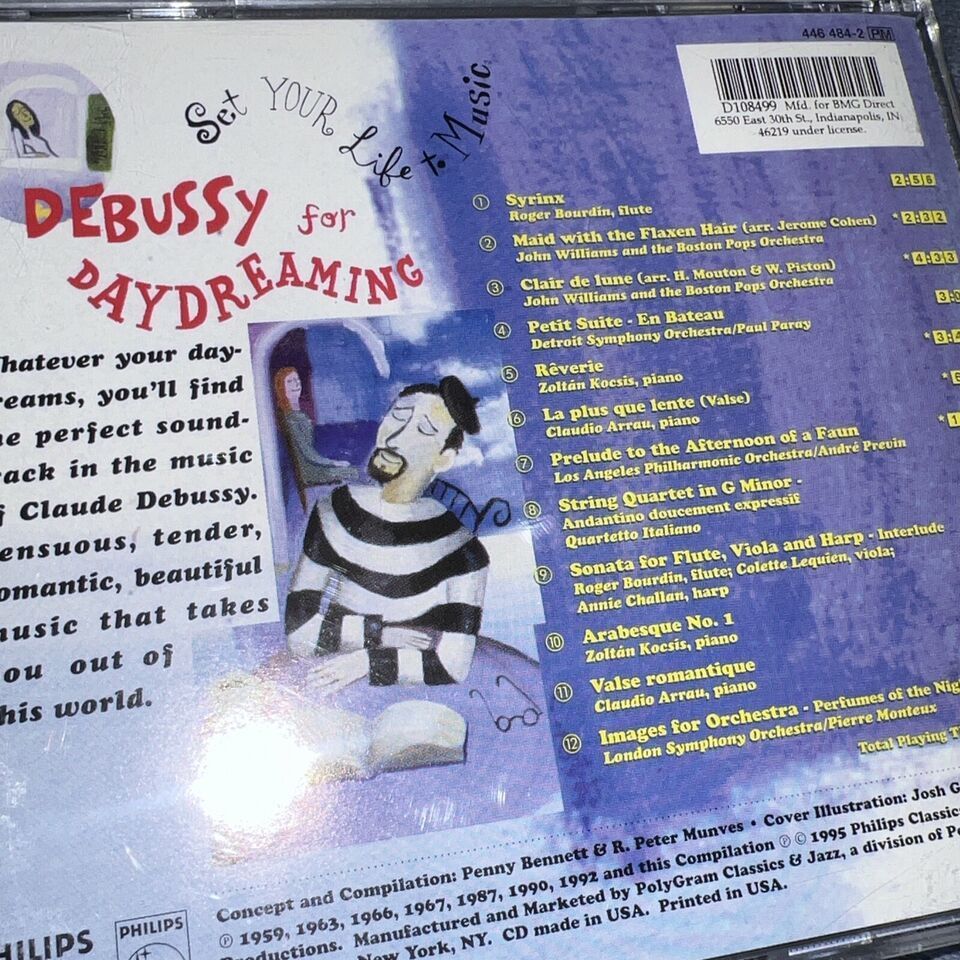 446 484-2 PM
D108499 Mfd. for BMG Direct
6550 East 30th St., Indianapolis, IN
46219 under license.
Set YOUR Life to Music
DEBUSSY for
DAYDREAMING
hatever your day-
reams, you'll find
he perfect sound-
rack in the music
f Claude Debussy.
ensuous, tender,
omantic, beautiful
usic that takes
ou out of
his world.
1 Syrinx 2:56
Roger Bourdin, flute
2 Maid with the Flaxen Hair (arr. Jerome Cohen) *2:32
John Williams and the Boston Pops Orchestra
3 Clair de lune (arr. H. Mouton & W. Piston) *4:33
John Williams and the Boston Pops Orchestra
4 Petit Suite - En Bateau 3:
Detroit Symphony Orchestra/Paul Paray
5 Rêverie *3:
Zoltán Kocsis, piano
6 La plus que lente (Valse) *
Claudio Arrau, piano
7 Prelude to the Afternoon of a Faun *
Los Angeles Philharmonic Orchestra/André Previn
8 String Quartet in G Minor -
Andantino doucement expressif
Quartetto Italiano
9 Sonata for Flute, Viola and Harp - Interlude
Roger Bourdin, flute; Colette Lequien, viola;
Annie Challan, harp
10 Arabesque No. 1
Zoltán Kocsis, piano
11 Valse romantique
Claudio Arrau, piano
12 Images for Orchestra - Perfumes of the Nig
London Symphony Orchestra/Pierre Monteux
Total Playing T
Concept and Compilation: Penny Bennett & R. Peter Munves • Cover Illustration: Josh G
℗ 1959, 1963, 1966, 1967, 1987, 1990, 1992 and this Compilation ℗ © 1995 Philips Classic
Productions. Manufactured and Marketed by PolyGram Classics & Jazz, a division of Po
New York, NY. CD made in USA. Printed in USA.
PHILIPS
PHILIPS